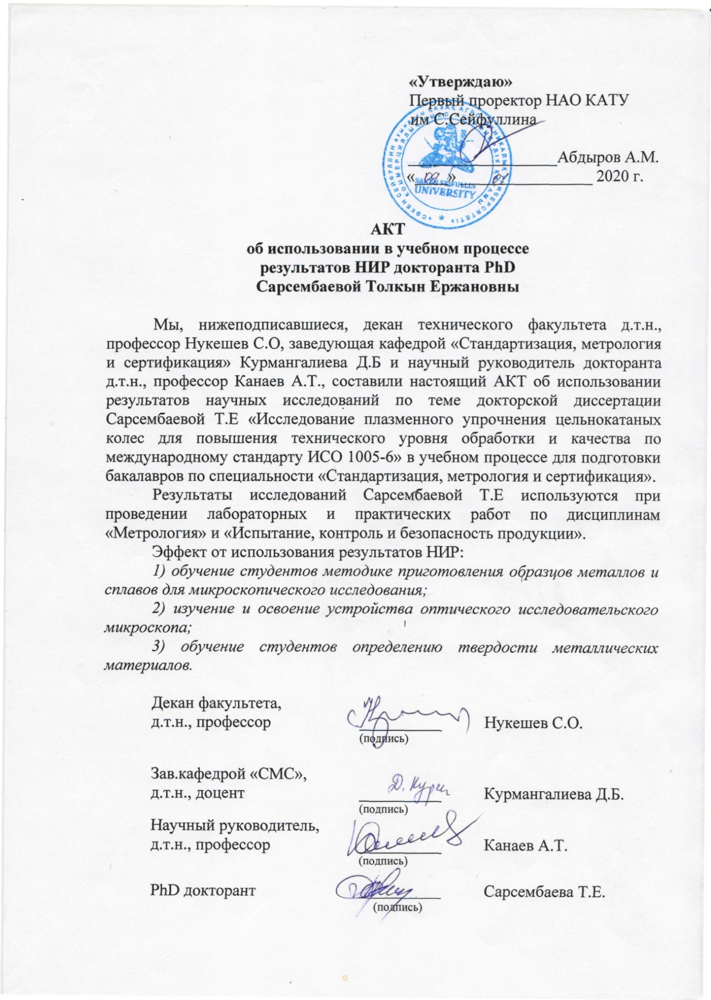 «Утверждаю»
Первый проректор НАО КАТУ
им С.Сейфуллина
Абдыров А.М.
« 09 » 01 2020 г.
SAKEN SEIFULLIN
UNIVERSITY
АКТ
об использовании в учебном процессе
результатов НИР докторанта PhD
Сарсембаевой Толкын Ержановны
Мы, нижеподписавшиеся, декан технического факультета д.т.н.,
профессор Нукешев С.О, заведующая кафедрой «Стандартизация, метрология
и сертификация» Курмангалиева Д.Б и научный руководитель докторанта
д.т.н., профессор Канаев А.Т., составили настоящий АКТ об использовании
результатов научных исследований по теме докторской диссертации
Сарсембаевой Т.Е «Исследование плазменного упрочнения цельнокатаных
колес для повышения технического уровня обработки и качества по
международному стандарту ИСО 1005-6» в учебном процессе для подготовки
бакалавров по специальности «Стандартизация, метрология и сертификация».
Результаты исследований Сарсембаевой Т.Е используются при
проведении лабораторных и практических работ по дисциплинам
«Метрология» и «Испытание, контроль и безопасность продукции».
Эффект от использования результатов НИР:
1) обучение студентов методике приготовления образцов металлов и
сплавов для микроскопического исследования;
2) изучение и освоение устройства оптического исследовательского
микроскопа;
3) обучение студентов определению твердости металлических
материалов.
Декан факультета,
д.т.н., профессор Нукешев С.О.
(подпись)
Зав.кафедрой «СМС»,
д.т.н., доцент Д. Курм Курмангалиева Д.Б.
(подпись)
Научный руководитель,
д.т.н., профессор Канаев А.Т.
(подпись)
PhD докторант Сарсембаева Т.Е.
(подпись)